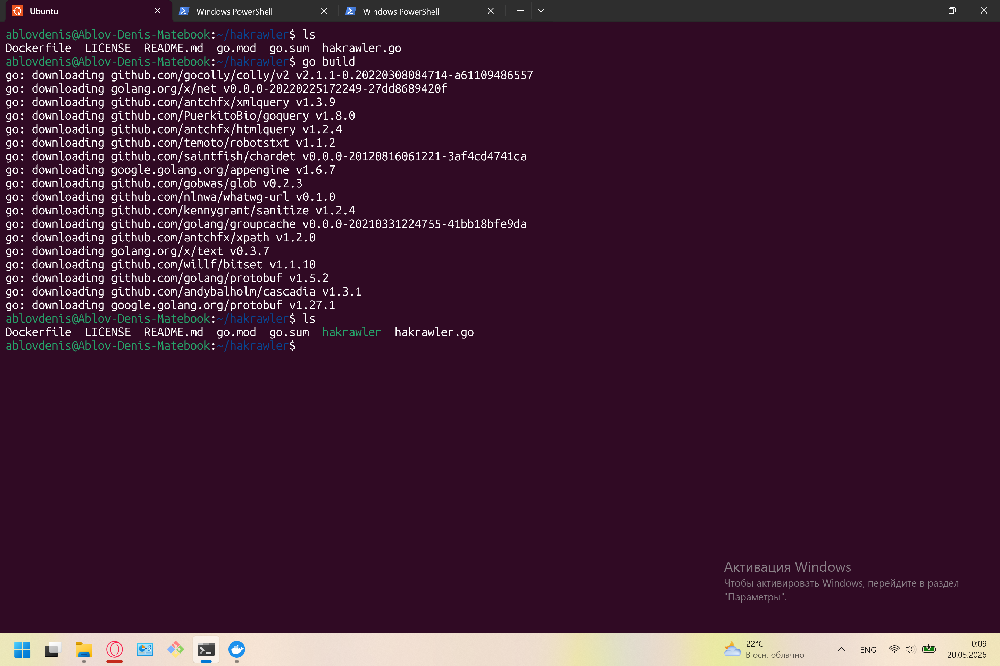 Ubuntu
Windows PowerShell
Windows PowerShell
ablovdenis@Ablov-Denis-Matebook:~/hakrawler$ ls
Dockerfile  LICENSE  README.md  go.mod  go.sum  hakrawler.go
ablovdenis@Ablov-Denis-Matebook:~/hakrawler$ go build
go: downloading github.com/gocolly/colly/v2 v2.1.1-0.20220308084714-a61109486557
go: downloading golang.org/x/net v0.0.0-20220225172249-27dd8689420f
go: downloading github.com/antchfx/xmlquery v1.3.9
go: downloading github.com/PuerkitoBio/goquery v1.8.0
go: downloading github.com/antchfx/htmlquery v1.2.4
go: downloading github.com/temoto/robotstxt v1.1.2
go: downloading github.com/saintfish/chardet v0.0.0-20120816061221-3af4cd4741ca
go: downloading google.golang.org/appengine v1.6.7
go: downloading github.com/gobwas/glob v0.2.3
go: downloading github.com/nlnwa/whatwg-url v0.1.0
go: downloading github.com/kennygrant/sanitize v1.2.4
go: downloading github.com/golang/groupcache v0.0.0-20210331224755-41bb18bfe9da
go: downloading github.com/antchfx/xpath v1.2.0
go: downloading golang.org/x/text v0.3.7
go: downloading github.com/willf/bitset v1.1.10
go: downloading github.com/golang/protobuf v1.5.2
go: downloading github.com/andybalholm/cascadia v1.3.1
go: downloading google.golang.org/protobuf v1.27.1
ablovdenis@Ablov-Denis-Matebook:~/hakrawler$ ls
Dockerfile  LICENSE  README.md  go.mod  go.sum  hakrawler  hakrawler.go
ablovdenis@Ablov-Denis-Matebook:~/hakrawler$
Активация Windows
Чтобы активировать Windows, перейдите в раздел
"Параметры".
22°C
В осн. облачно
ENG
0:09
20.05.2026